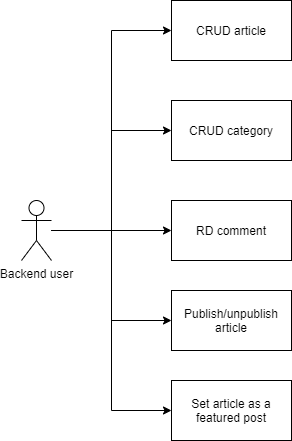 CRUD article
CRUD category
RD comment
Backend user
Publish/unpublish
article
Set article as a
featured post